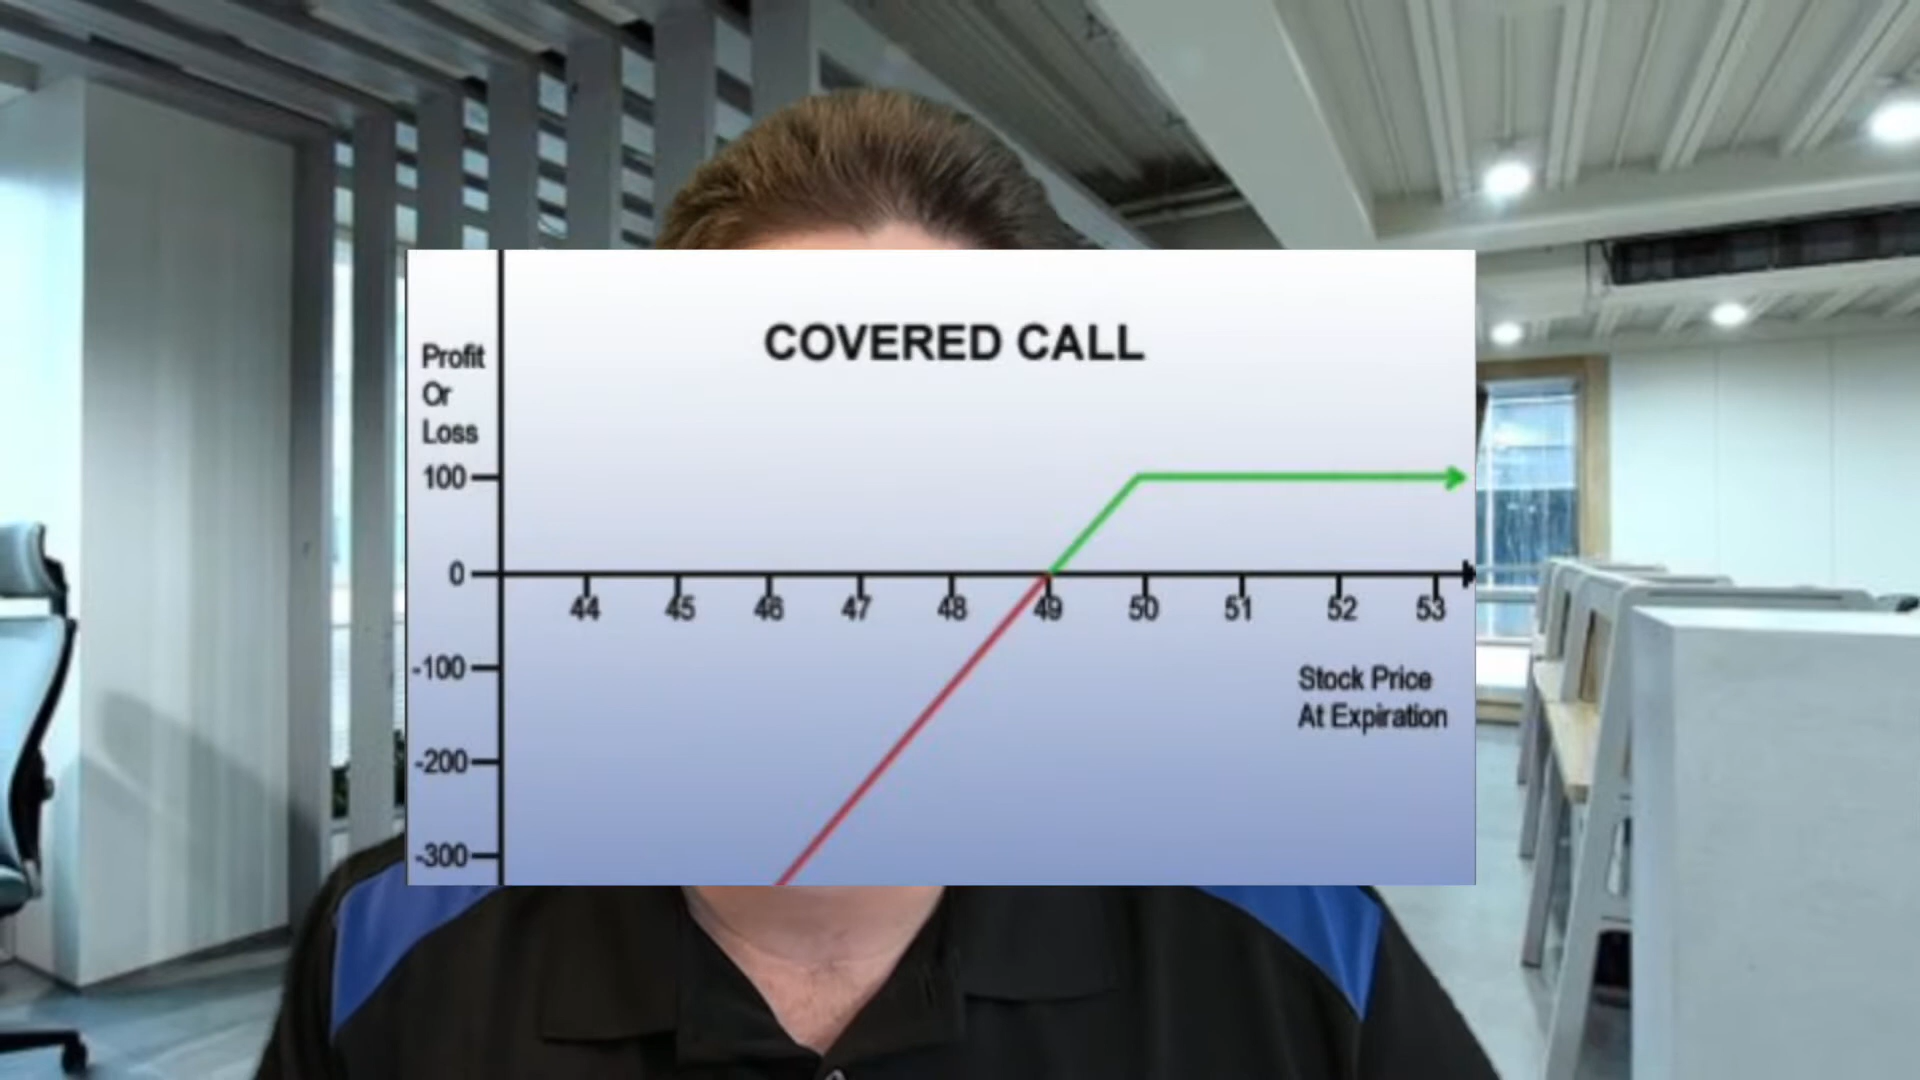 COVERED CALL
Profit
Or
Loss
100
0
44 45 46 47 48 49 50 51 52 53
-100
Stock Price
At Expiration
-200
-300